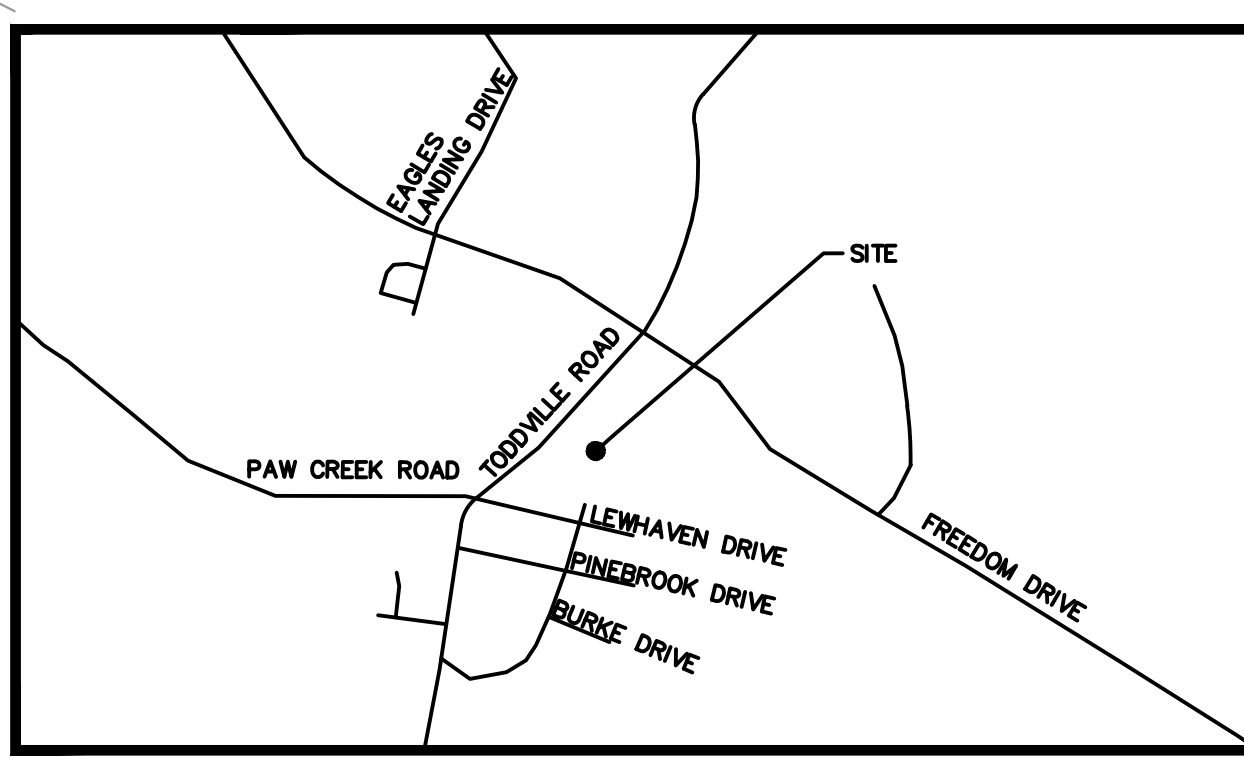 EAGLES
LANDING DRIVE
SITE
TODDVILLE ROAD
PAW CREEK ROAD
LEWHAVEN DRIVE
PINEBROOK DRIVE
BURKE DRIVE
FREEDOM DRIVE